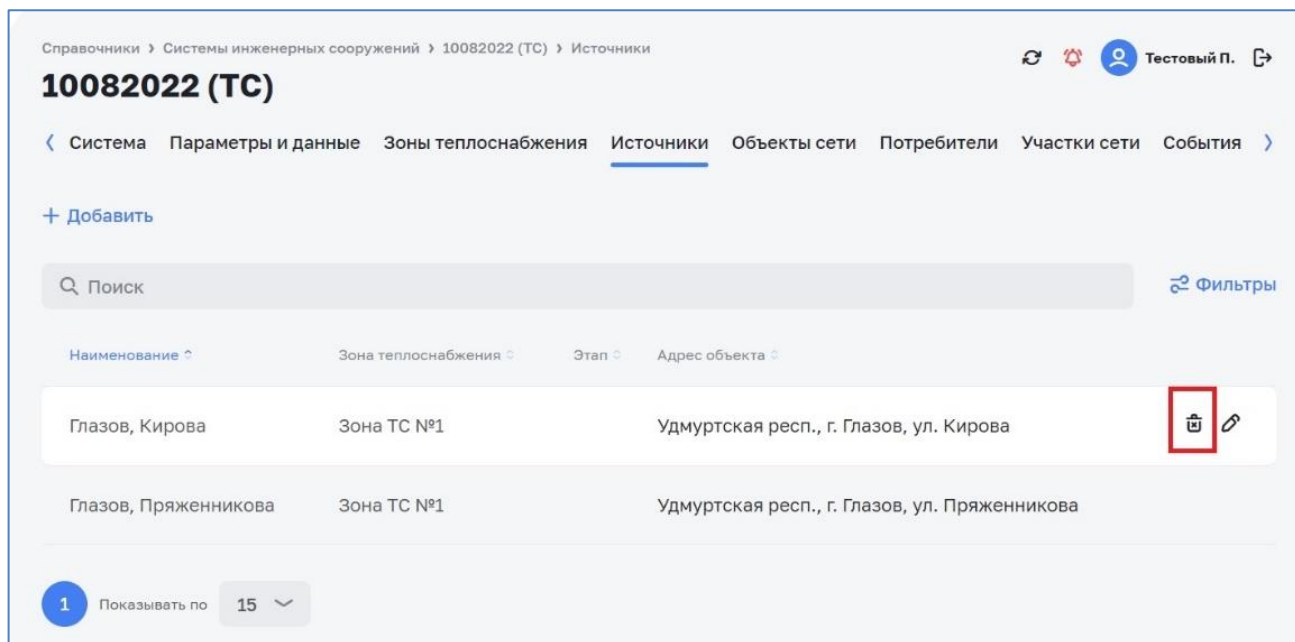 Справочники › Системы инженерных сооружений › 10082022 (ТС) › Источники
Тестовый П.
10082022 (ТС)
Система Параметры и данные Зоны теплоснабжения Источники Объекты сети Потребители Участки сети События
+ Добавить
Поиск
Фильтры
Наименование Зона теплоснабжения Этап Адрес объекта
Глазов, Кирова Зона ТС №1 Удмуртская респ., г. Глазов, ул. Кирова
Глазов, Пряженникова Зона ТС №1 Удмуртская респ., г. Глазов, ул. Пряженникова
1 Показывать по 15